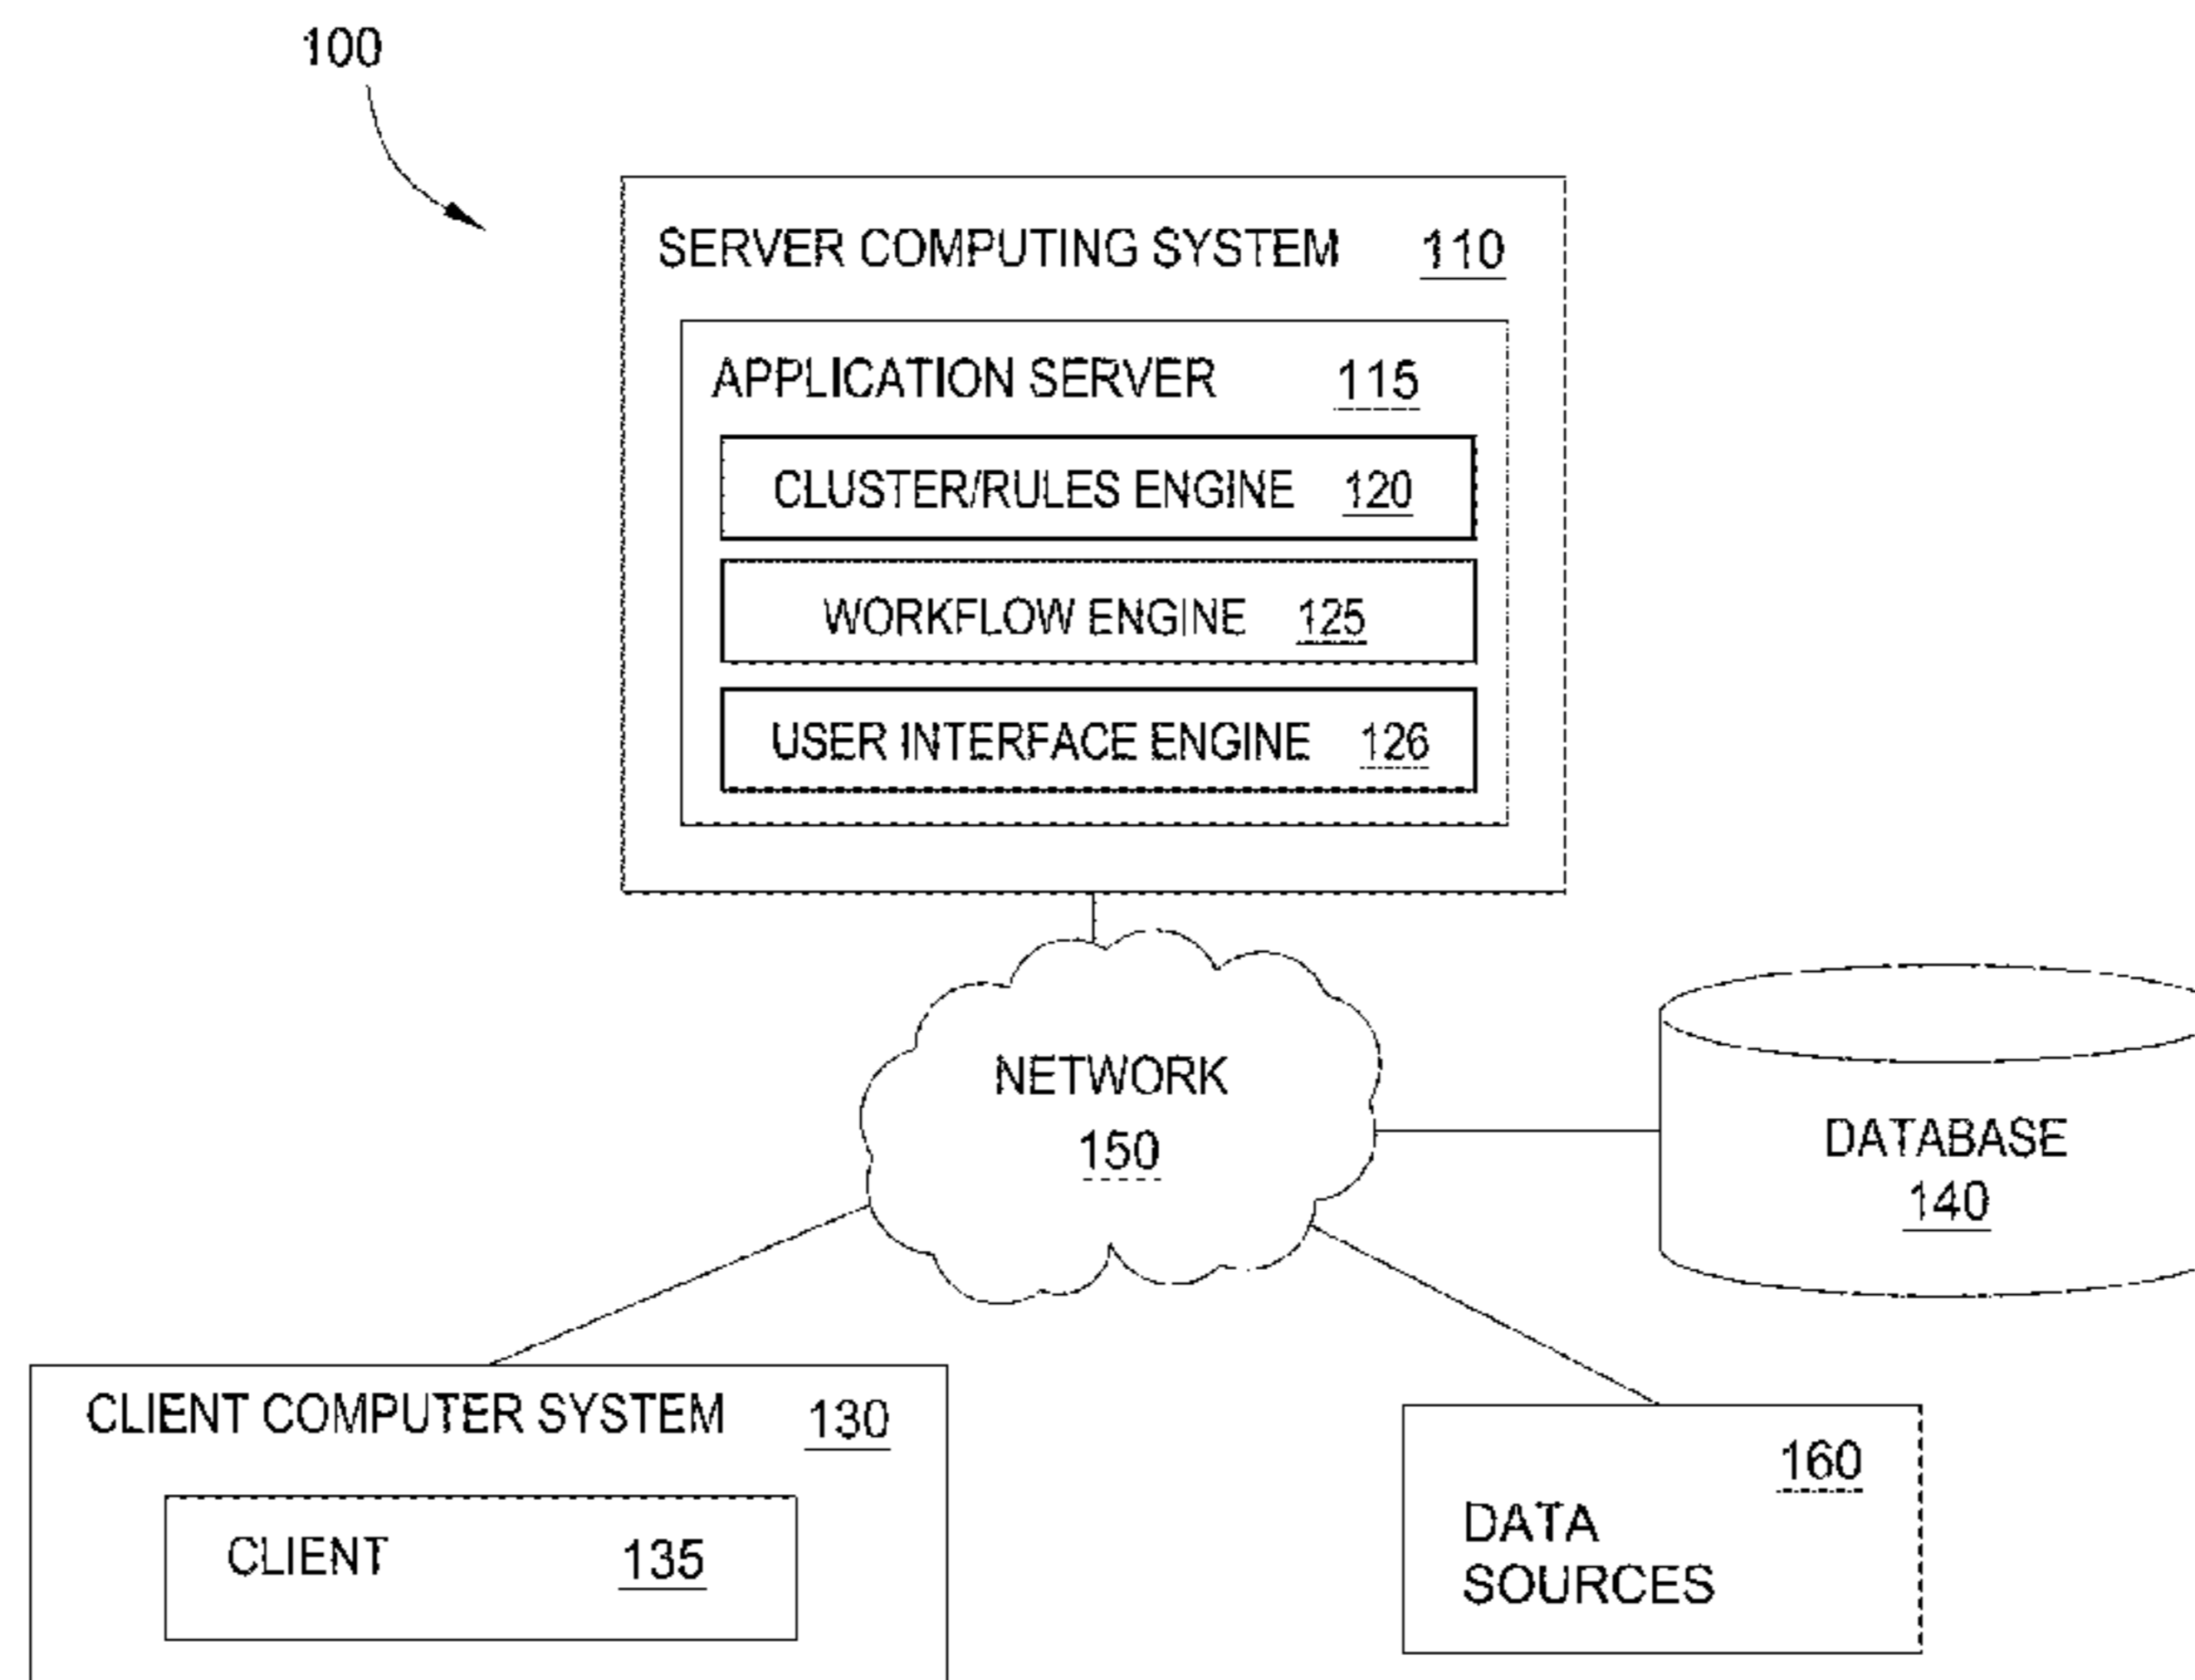 100
SERVER COMPUTING SYSTEM 110
APPLICATION SERVER 115
CLUSTER/RULES ENGINE 120
WORKFLOW ENGINE 125
USER INTERFACE ENGINE 126
NETWORK
150
DATABASE
140
CLIENT COMPUTER SYSTEM 130
CLIENT 135
160
DATA
SOURCES